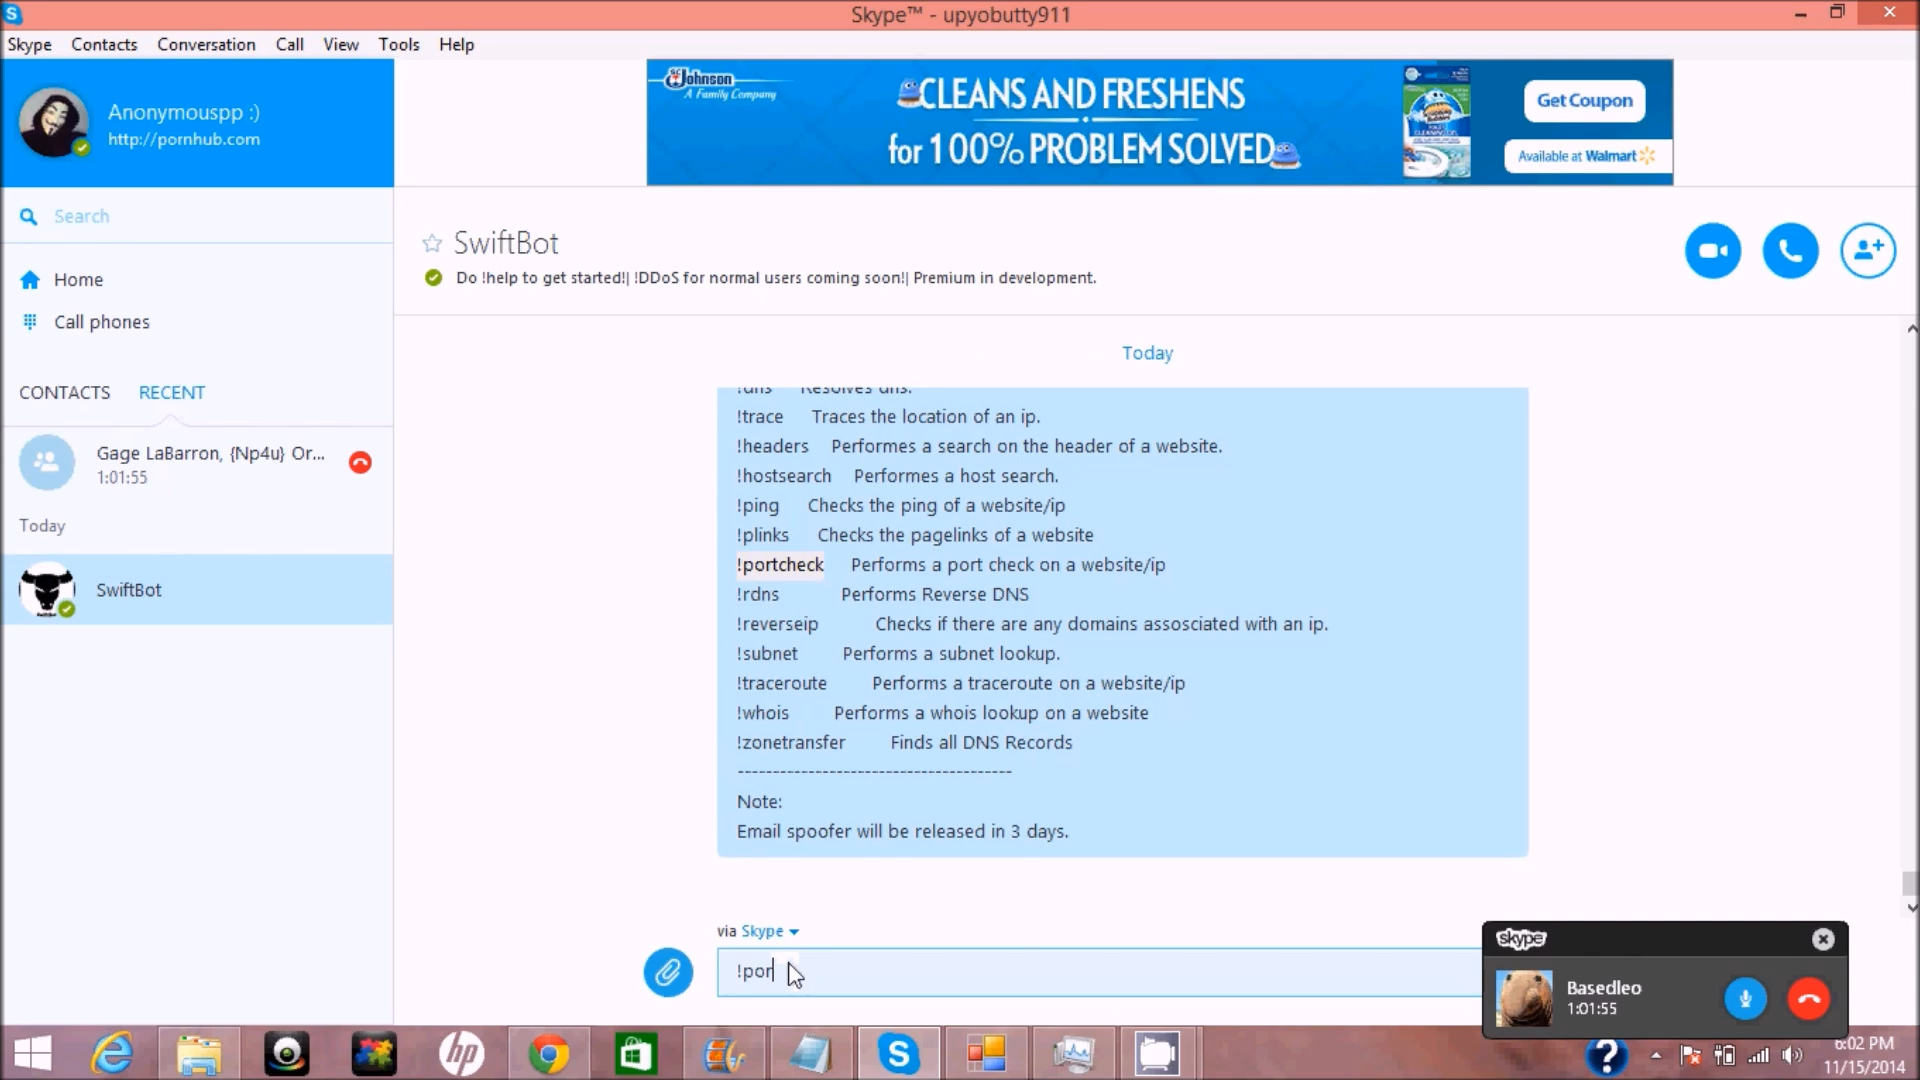 Skype™ - upyobutty911
Skype Contacts Conversation Call View Tools Help
Anonymouspp :)
http://pornhub.com
SC Johnson
A Family Company
CLEANS AND FRESHENS
for 100% PROBLEM SOLVED
Get Coupon
Available at Walmart
Search
Home
Call phones
CONTACTS RECENT
Gage LaBarron, {Np4u} Or...
1:01:55
Today
SwiftBot
SwiftBot
Do !help to get started!| !DDoS for normal users coming soon!| Premium in development.
Today
!dns Resolves dns.
!trace Traces the location of an ip.
!headers Performes a search on the header of a website.
!hostsearch Performes a host search.
!ping Checks the ping of a website/ip
!plinks Checks the pagelinks of a website
!portcheck Performs a port check on a website/ip
!rdns Performs Reverse DNS
!reverseip Checks if there are any domains assosciated with an ip.
!subnet Performs a subnet lookup.
!traceroute Performs a traceroute on a website/ip
!whois Performs a whois lookup on a website
!zonetransfer Finds all DNS Records
---------------------------------------
Note:
Email spoofer will be released in 3 days.
via Skype
!por
skype
Basedleo
1:01:55
hp
6:02 PM
11/15/2014